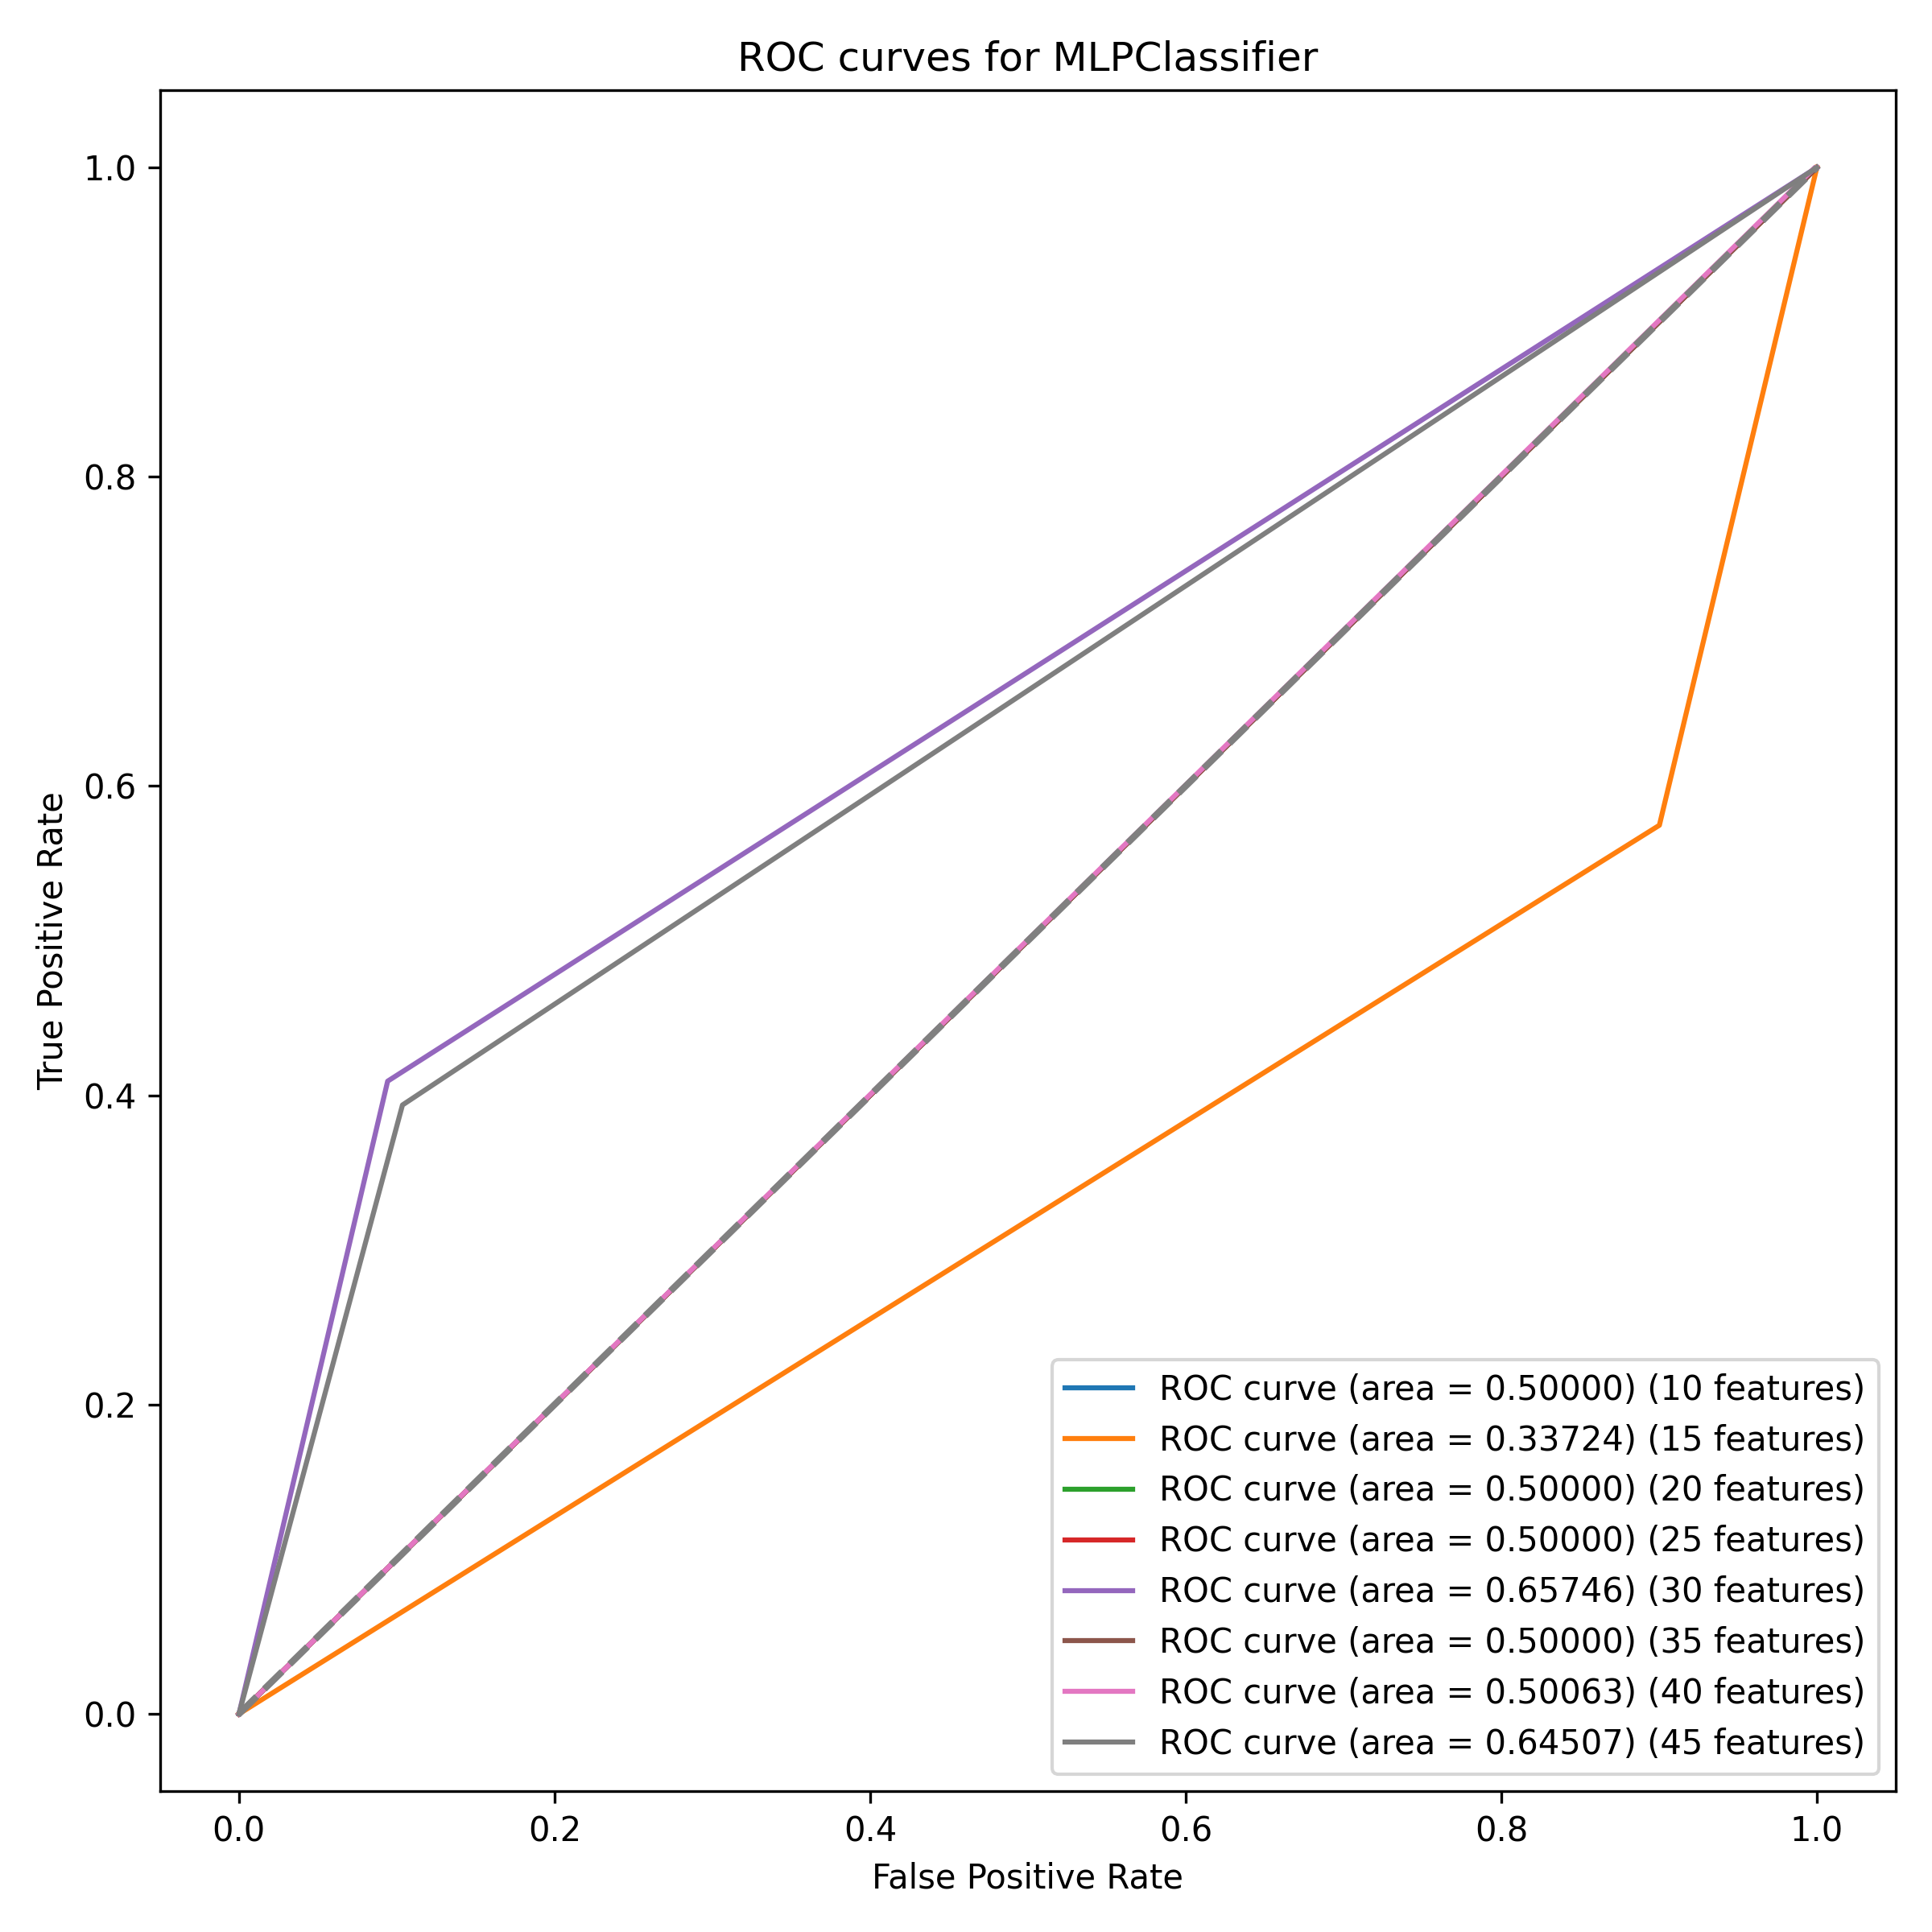 ROC curves for MLPClassifier
True Positive Rate
1.0
0.8
0.6
0.4
0.2
0.0
ROC curve (area = 0.50000) (10 features)
ROC curve (area = 0.33724) (15 features)
ROC curve (area = 0.50000) (20 features)
ROC curve (area = 0.50000) (25 features)
ROC curve (area = 0.65746) (30 features)
ROC curve (area = 0.50000) (35 features)
ROC curve (area = 0.50063) (40 features)
ROC curve (area = 0.64507) (45 features)
0.0 0.2 0.4 0.6 0.8 1.0
False Positive Rate